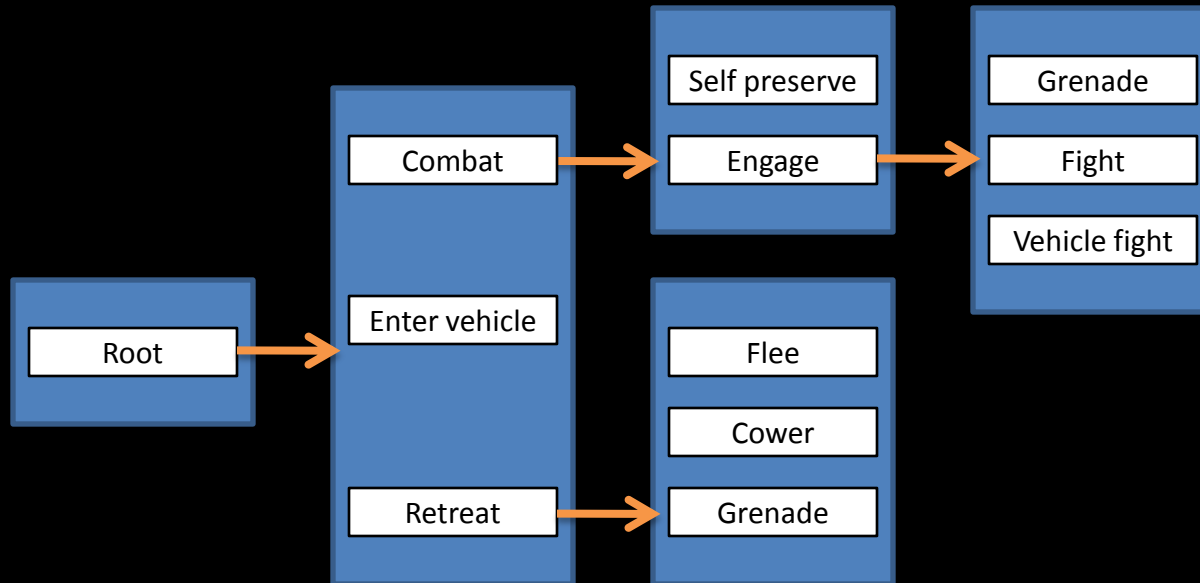 Root
Combat
Enter vehicle
Retreat
Self preserve
Engage
Flee
Cower
Grenade
Grenade
Fight
Vehicle fight